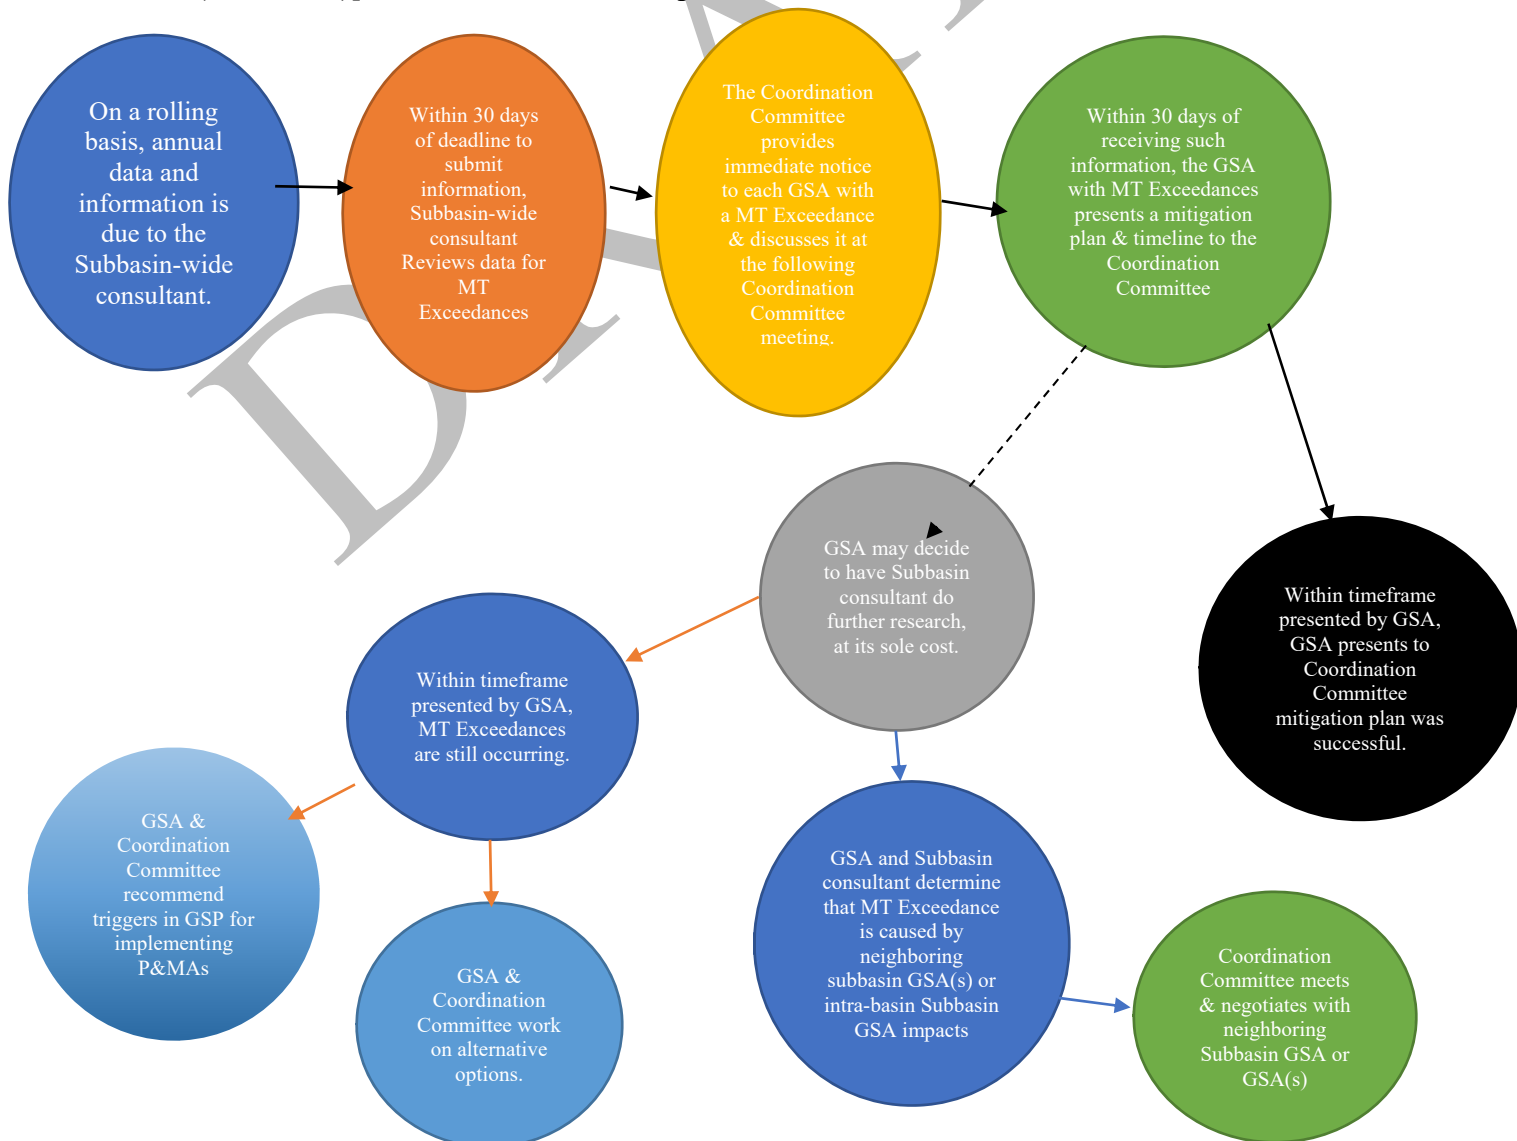 On a rolling
basis, annual
data and
information is
due to the
Subbasin-wide
consultant.
Within 30 days
of deadline to
submit
information,
Subbasin-wide
consultant
Reviews data for
MT
Exceedances
The Coordination
Committee
provides
immediate notice
to each GSA with
a MT Exceedance
& discusses it at
the following
Coordination
Committee
meeting.
Within 30 days of
receiving such
information, the GSA
with MT Exceedances
presents a mitigation
plan & timeline to the
Coordination
Committee
GSA may decide
to have Subbasin
consultant do
further research,
at its sole cost.
Within timeframe
presented by GSA,
GSA presents to
Coordination
Committee
mitigation plan was
successful.
Within timeframe
presented by GSA,
MT Exceedances
are still occurring.
GSA &
Coordination
Committee
recommend
triggers in GSP for
implementing
P&MAs
GSA &
Coordination
Committee work
on alternative
options.
GSA and Subbasin
consultant determine
that MT Exceedance
is caused by
neighboring
subbasin GSA(s) or
intra-basin Subbasin
GSA impacts
Coordination
Committee meets
& negotiates with
neighboring
Subbasin GSA or
GSA(s)